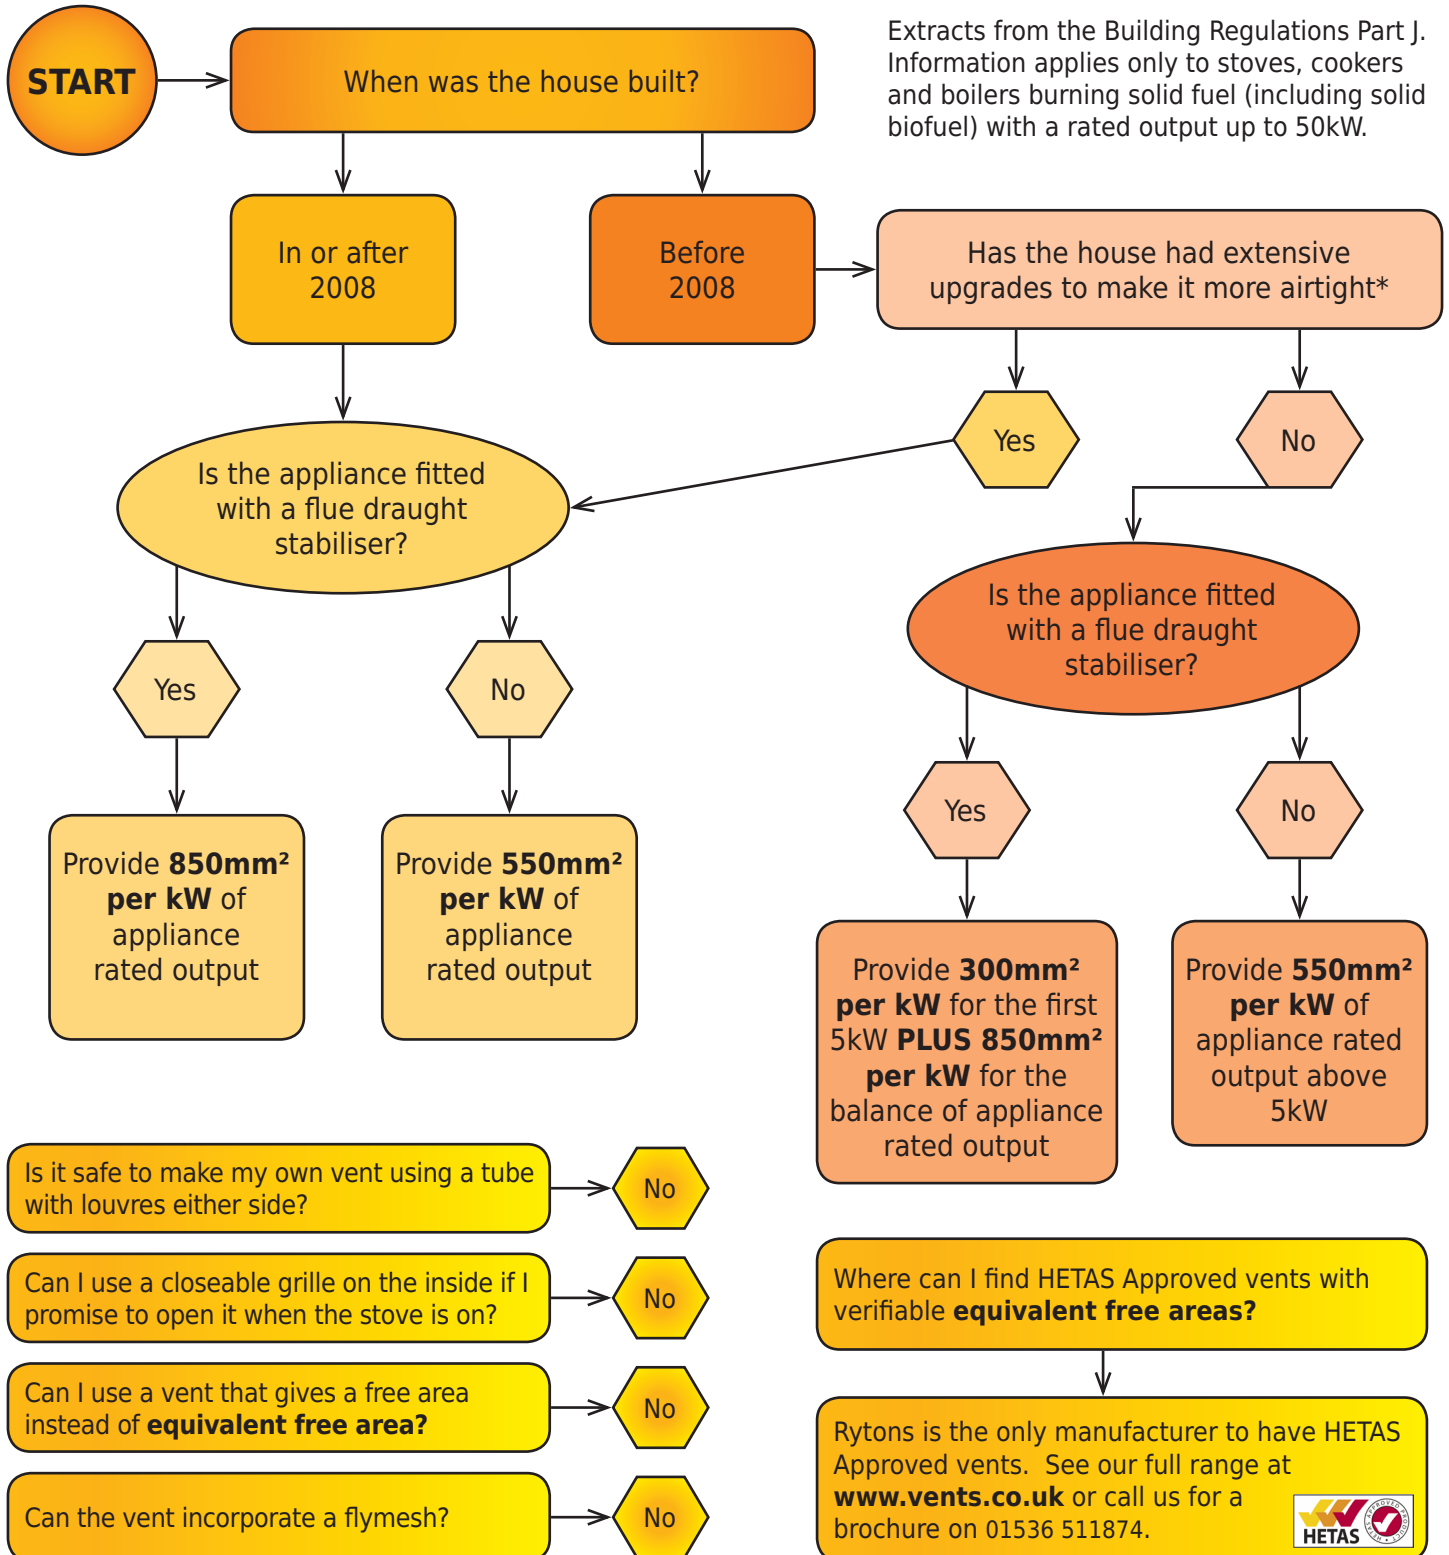 START
When was the house built?
Extracts from the Building Regulations Part J.
Information applies only to stoves, cookers
and boilers burning solid fuel (including solid
biofuel) with a rated output up to 50kW.
In or after
2008
Before
2008
Has the house had extensive
upgrades to make it more airtight*
Yes
No
Is the appliance fitted
with a flue draught
stabiliser?
Is the appliance fitted
with a flue draught
stabiliser?
Yes
No
Yes
No
Provide 850mm²
per kW of
appliance
rated output
Provide 550mm²
per kW of
appliance
rated output
Provide 300mm²
per kW for the first
5kW PLUS 850mm²
per kW for the
balance of appliance
rated output
Provide 550mm²
per kW of
appliance rated
output above
5kW
Is it safe to make my own vent using a tube
with louvres either side?
No
Can I use a closeable grille on the inside if I
promise to open it when the stove is on?
No
Can I use a vent that gives a free area
instead of equivalent free area?
No
Can the vent incorporate a flymesh?
No
Where can I find HETAS Approved vents with
verifiable equivalent free areas?
Rytons is the only manufacturer to have HETAS
Approved vents. See our full range at
www.vents.co.uk or call us for a
brochure on 01536 511874.
HETAS
HETAS APPROVED PRODUCT